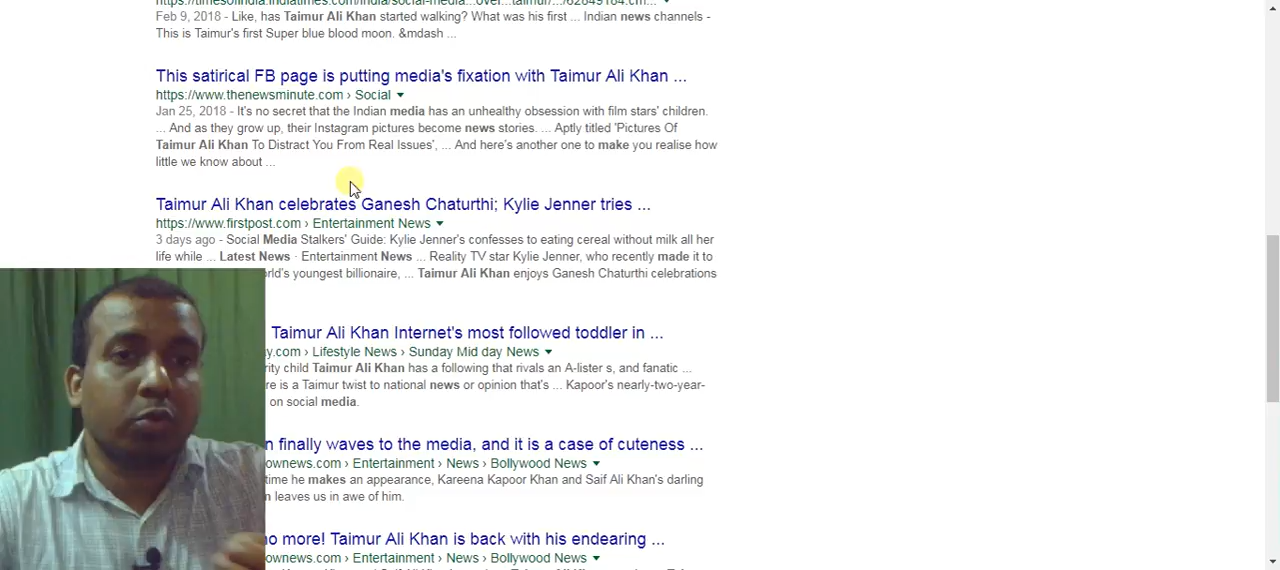 https://timesofindia.indiatimes.com/india/social-media...over...taimur/.../62849184.cm...
Feb 9, 2018 - Like, has Taimur Ali Khan started walking? What was his first ... Indian news channels -
This is Taimur's first Super blue blood moon. &mdash ...
This satirical FB page is putting media's fixation with Taimur Ali Khan ...
https://www.thenewsminute.com › Social
Jan 25, 2018 - It's no secret that the Indian media has an unhealthy obsession with film stars' children.
... And as they grow up, their Instagram pictures become news stories. ... Aptly titled 'Pictures Of
Taimur Ali Khan To Distract You From Real Issues', ... And here's another one to make you realise how
little we know about ...
Taimur Ali Khan celebrates Ganesh Chaturthi; Kylie Jenner tries ...
https://www.firstpost.com › Entertainment News
3 days ago - Social Media Stalkers' Guide: Kylie Jenner's confesses to eating cereal without milk all her
life while ... Latest News · Entertainment News ... Reality TV star Kylie Jenner, who recently made it to
rld's youngest billionaire, ... Taimur Ali Khan enjoys Ganesh Chaturthi celebrations
Taimur Ali Khan Internet's most followed toddler in ...
y.com › Lifestyle News › Sunday Mid day News
rity child Taimur Ali Khan has a following that rivals an A-lister s, and fanatic ...
re is a Taimur twist to national news or opinion that's ... Kapoor's nearly-two-year-
on social media.
n finally waves to the media, and it is a case of cuteness ...
ownews.com › Entertainment › News › Bollywood News
time he makes an appearance, Kareena Kapoor Khan and Saif Ali Khan's darling
n leaves us in awe of him.
no more! Taimur Ali Khan is back with his endearing ...
ownews.com › Entertainment › News › Bollywood News